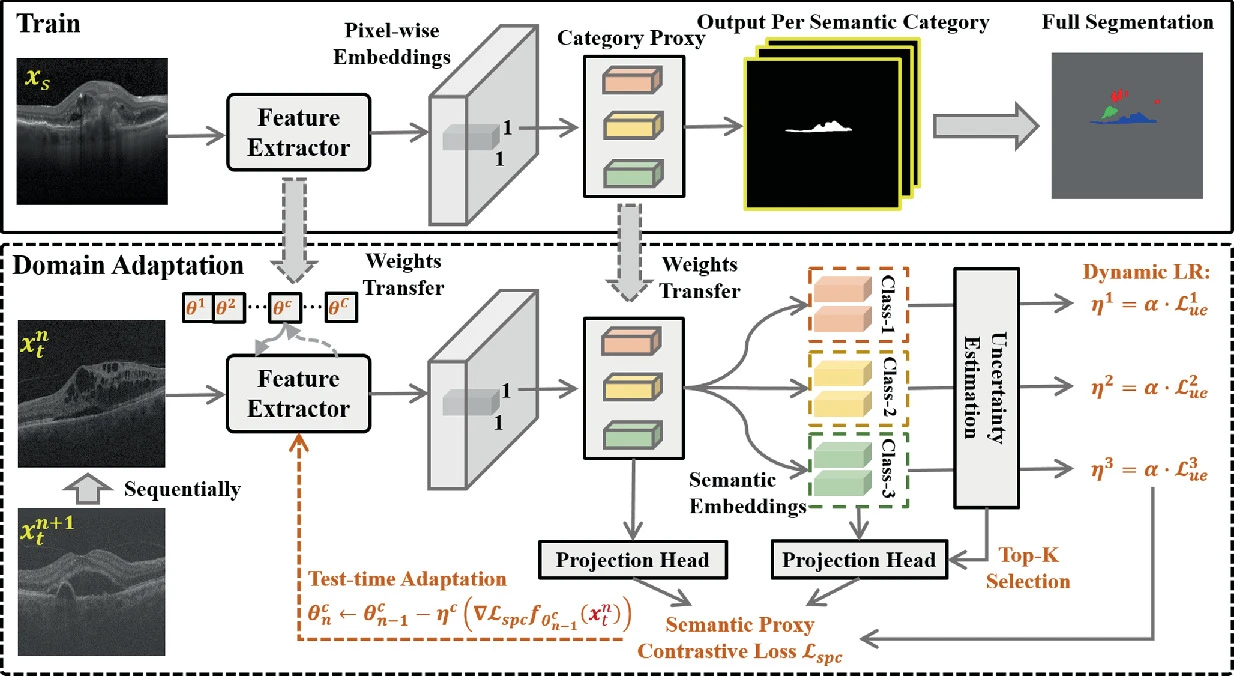 Train
x_s
Feature
Extractor
Pixel-wise
Embeddings
1
1
Category Proxy
Output Per Semantic Category
Full Segmentation
Domain Adaptation
Weights
Transfer
Weights
Transfer
θ^1 θ^2 ··· θ^c ··· θ^C
x_t^n
Feature
Extractor
1
1
Class-1
Class-2
Class-3
Semantic
Embeddings
Uncertainty
Estimation
Dynamic LR:
η^1 = α · ℒ_ue^1
η^2 = α · ℒ_ue^2
η^3 = α · ℒ_ue^3
Sequentially
x_t^{n+1}
Projection Head
Projection Head
Top-K
Selection
Test-time Adaptation
θ_n^c ← θ_{n-1}^c − η^c (∇ℒ_spc f_{θ_{n-1}^c}(x_t^n))
Semantic Proxy
Contrastive Loss ℒ_spc